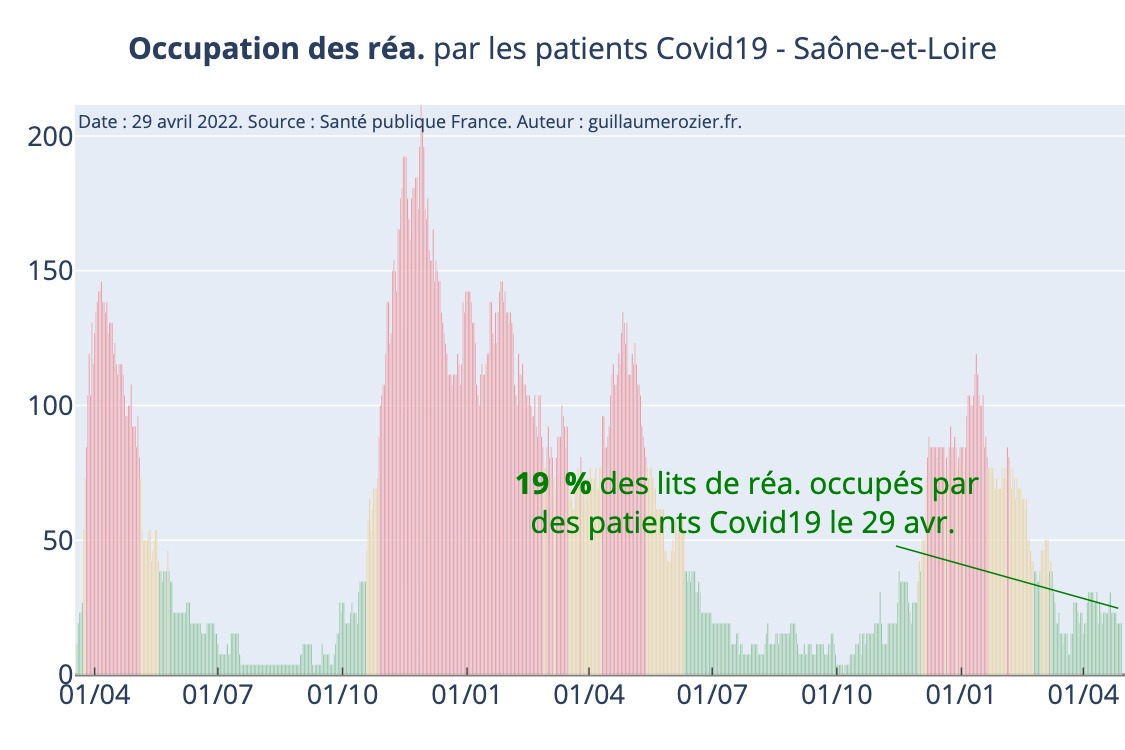 Occupation des réa. par les patients Covid19 - Saône-et-Loire
Date : 29 avril 2022. Source : Santé publique France. Auteur : guillaumerozier.fr.
200
150
100
50
0
19 % des lits de réa. occupés par
des patients Covid19 le 29 avr.
01/04 01/07 01/10 01/01 01/04 01/07 01/10 01/01 01/04